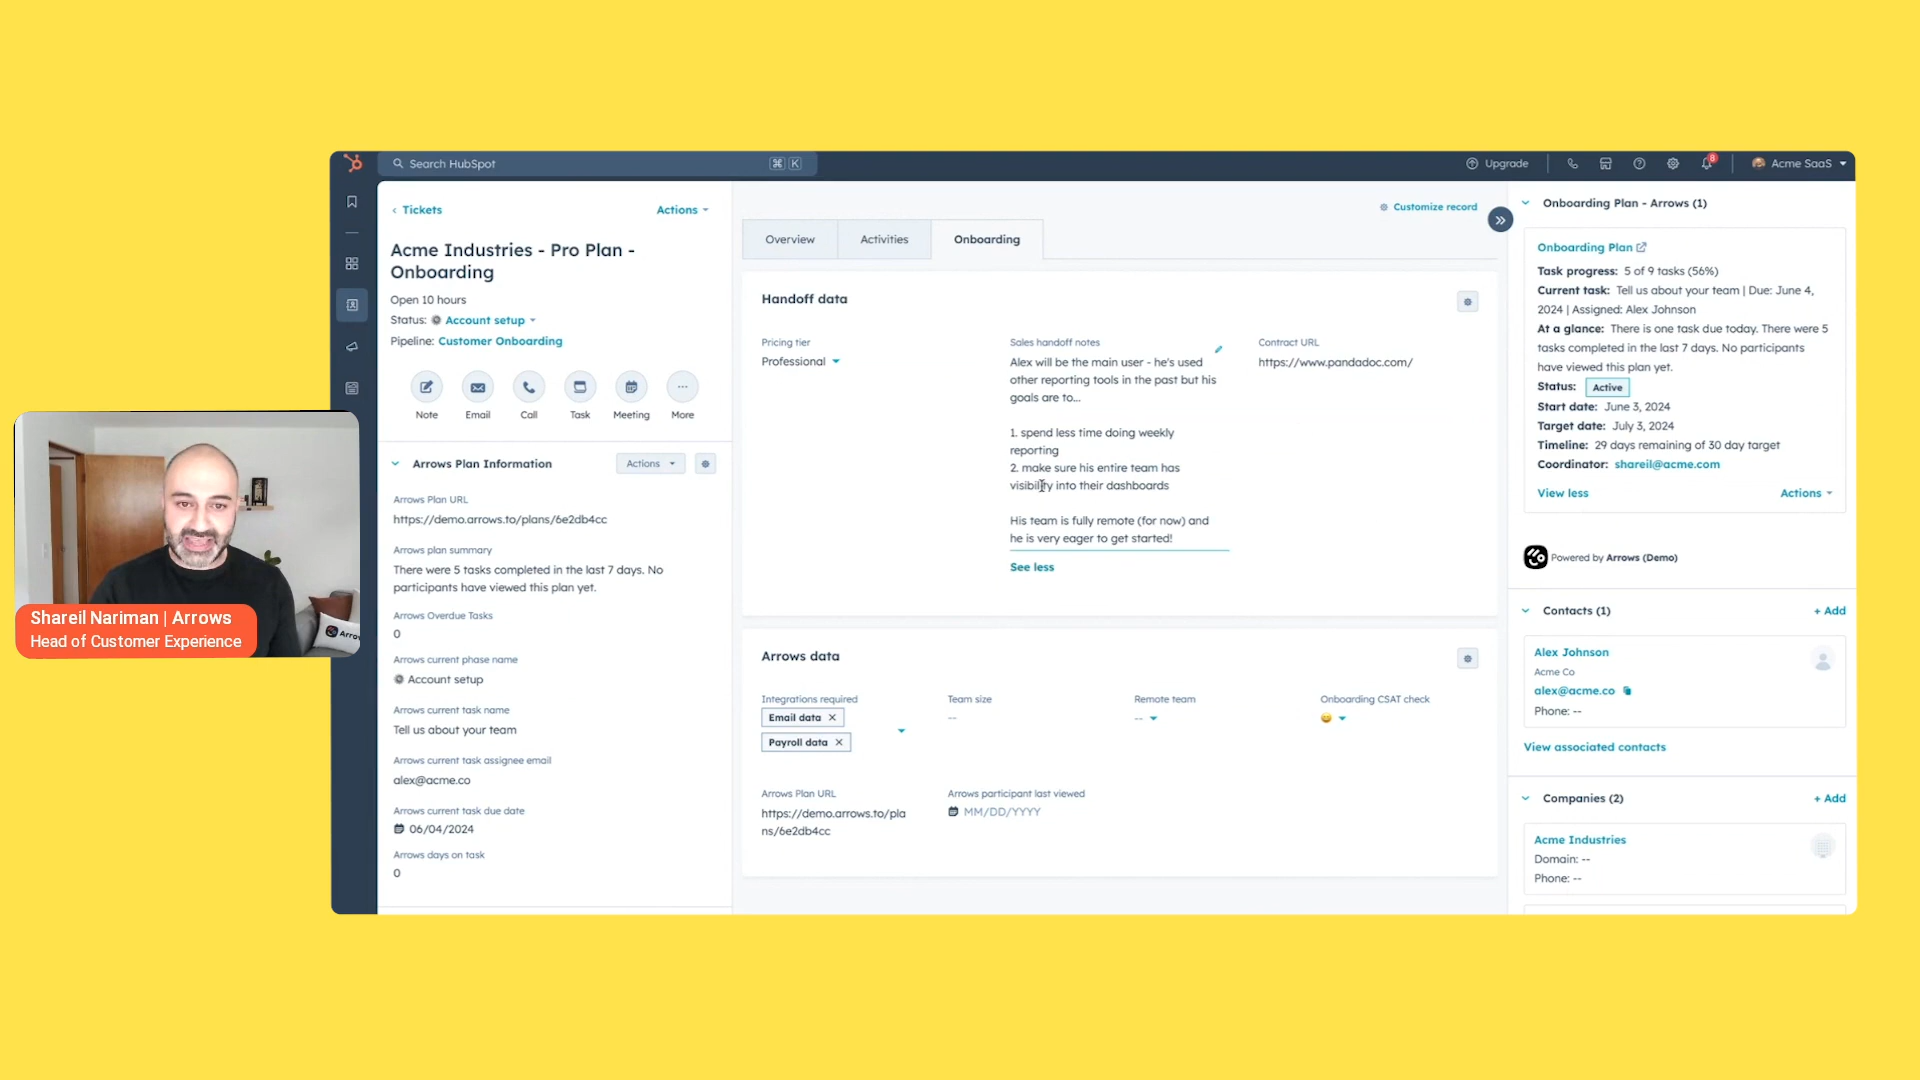 Search HubSpot
⌘ K
Upgrade
8
Acme SaaS
Tickets
Actions
Acme Industries - Pro Plan -
Onboarding
Open 10 hours
Status: Account setup
Pipeline: Customer Onboarding
Note
Email
Call
Task
Meeting
More
Arrows Plan Information
Actions
Arrows Plan URL
https://demo.arrows.to/plans/6e2db4cc
Arrows plan summary
There were 5 tasks completed in the last 7 days. No
participants have viewed this plan yet.
Arrows Overdue Tasks
0
Arrows current phase name
Account setup
Arrows current task name
Tell us about your team
Arrows current task assignee email
alex@acme.co
Arrows current task due date
06/04/2024
Arrows days on task
0
Shareil Nariman | Arrows
Head of Customer Experience
Arrow
Customize record
Overview
Activities
Onboarding
Handoff data
Pricing tier
Professional
Sales handoff notes
Alex will be the main user - he's used
other reporting tools in the past but his
goals are to...
1. spend less time doing weekly
reporting
2. make sure his entire team has
visibility into their dashboards
His team is fully remote (for now) and
he is very eager to get started!
See less
Contract URL
https://www.pandadoc.com/
Arrows data
Integrations required
Email data
Payroll data
Team size
--
Remote team
--
Onboarding CSAT check
Arrows Plan URL
https://demo.arrows.to/pla
ns/6e2db4cc
Arrows participant last viewed
MM/DD/YYYY
Onboarding Plan - Arrows (1)
Onboarding Plan
Task progress: 5 of 9 tasks (56%)
Current task: Tell us about your team | Due: June 4,
2024 | Assigned: Alex Johnson
At a glance: There is one task due today. There were 5
tasks completed in the last 7 days. No participants
have viewed this plan yet.
Status: Active
Start date: June 3, 2024
Target date: July 3, 2024
Timeline: 29 days remaining of 30 day target
Coordinator: shareil@acme.com
View less
Actions
Powered by Arrows (Demo)
Contacts (1)
+ Add
Alex Johnson
Acme Co
alex@acme.co
Phone: --
View associated contacts
Companies (2)
+ Add
Acme Industries
Domain: --
Phone: --